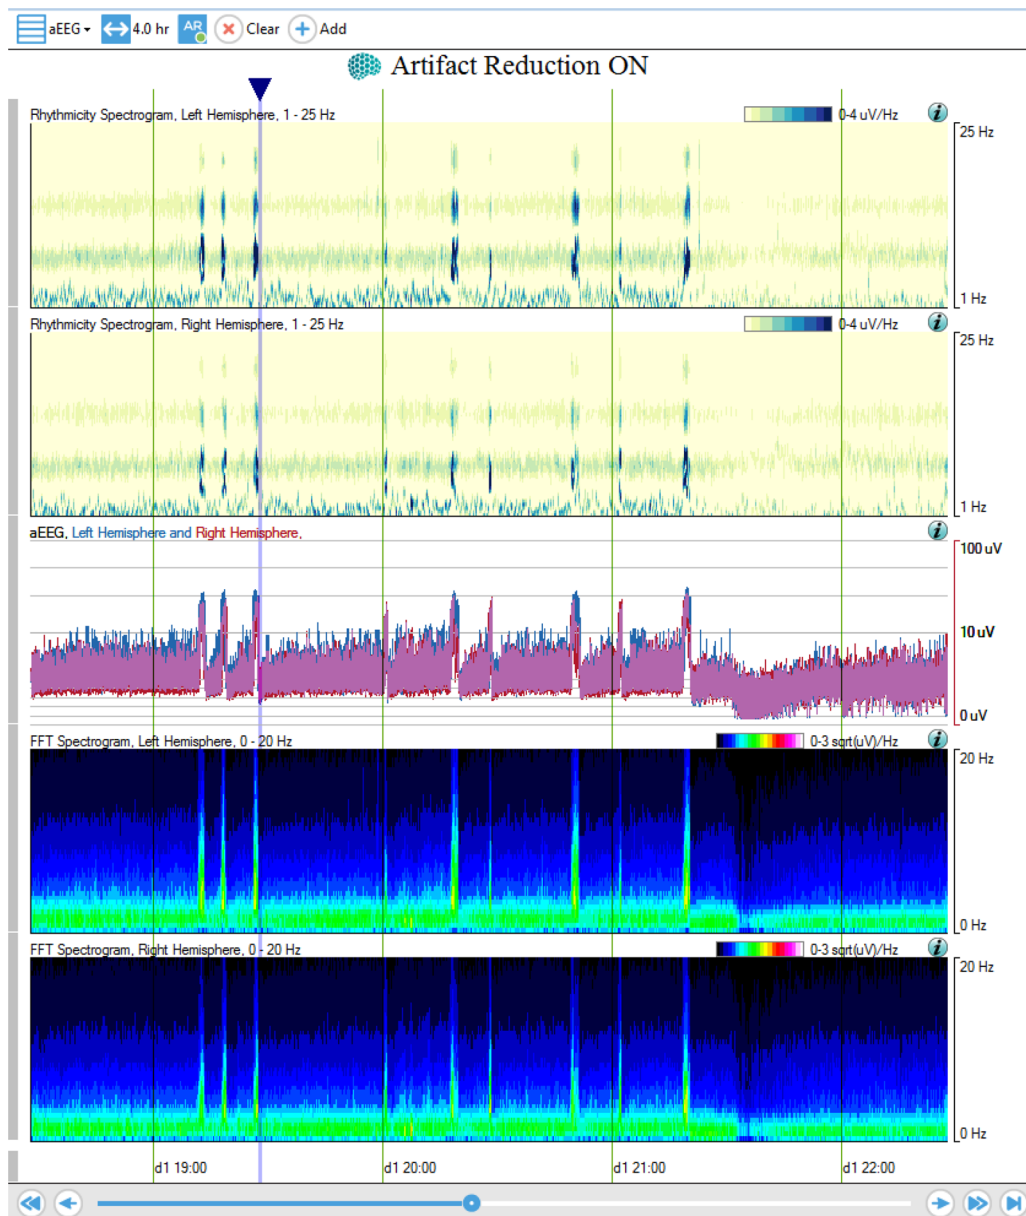 aEEG 4.0 hr AR Clear Add
Artifact Reduction ON
Rhythmicity Spectrogram, Left Hemisphere, 1 - 25 Hz 0-4 uV/Hz
25 Hz
1 Hz
Rhythmicity Spectrogram, Right Hemisphere, 1 - 25 Hz 0-4 uV/Hz
25 Hz
1 Hz
aEEG, Left Hemisphere and Right Hemisphere,
100 uV
10 uV
0 uV
FFT Spectrogram, Left Hemisphere, 0 - 20 Hz 0-3 sqrt(uV)/Hz
20 Hz
0 Hz
FFT Spectrogram, Right Hemisphere, 0 - 20 Hz 0-3 sqrt(uV)/Hz
20 Hz
0 Hz
d1 19:00 d1 20:00 d1 21:00 d1 22:00